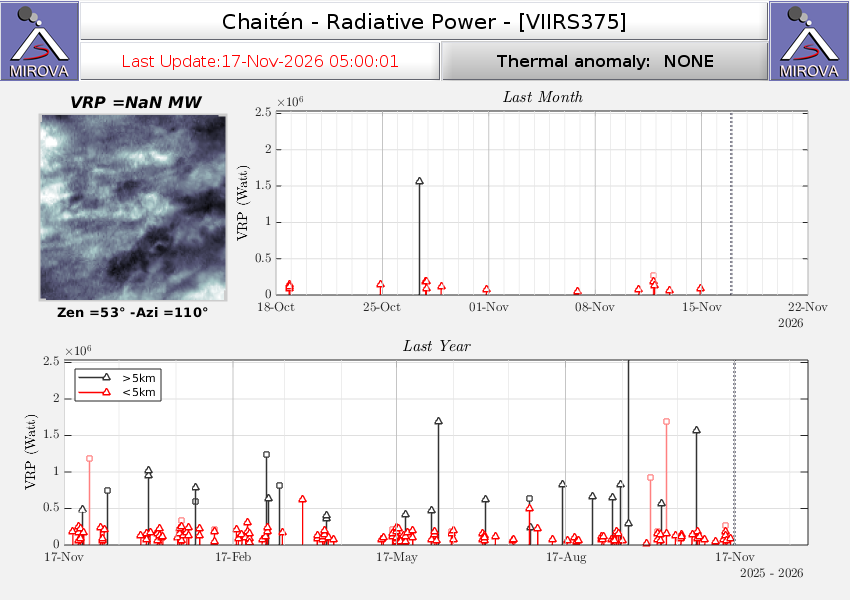 Chaitén - Radiative Power - [VIIRS375]
MIROVA
Last Update:17-Nov-2026 05:00:01
Thermal anomaly: NONE
MIROVA
VRP =NaN MW
Zen =53° -Azi =110°
Last Month
×10⁶
VRP (Watt)
2.5
2
1.5
1
0.5
0
18-Oct 25-Oct 01-Nov 08-Nov 15-Nov 22-Nov
2026
Last Year
×10⁶
VRP (Watt)
2.5
2
1.5
1
0.5
0
>5km
<5km
17-Nov 17-Feb 17-May 17-Aug 17-Nov
2025 - 2026